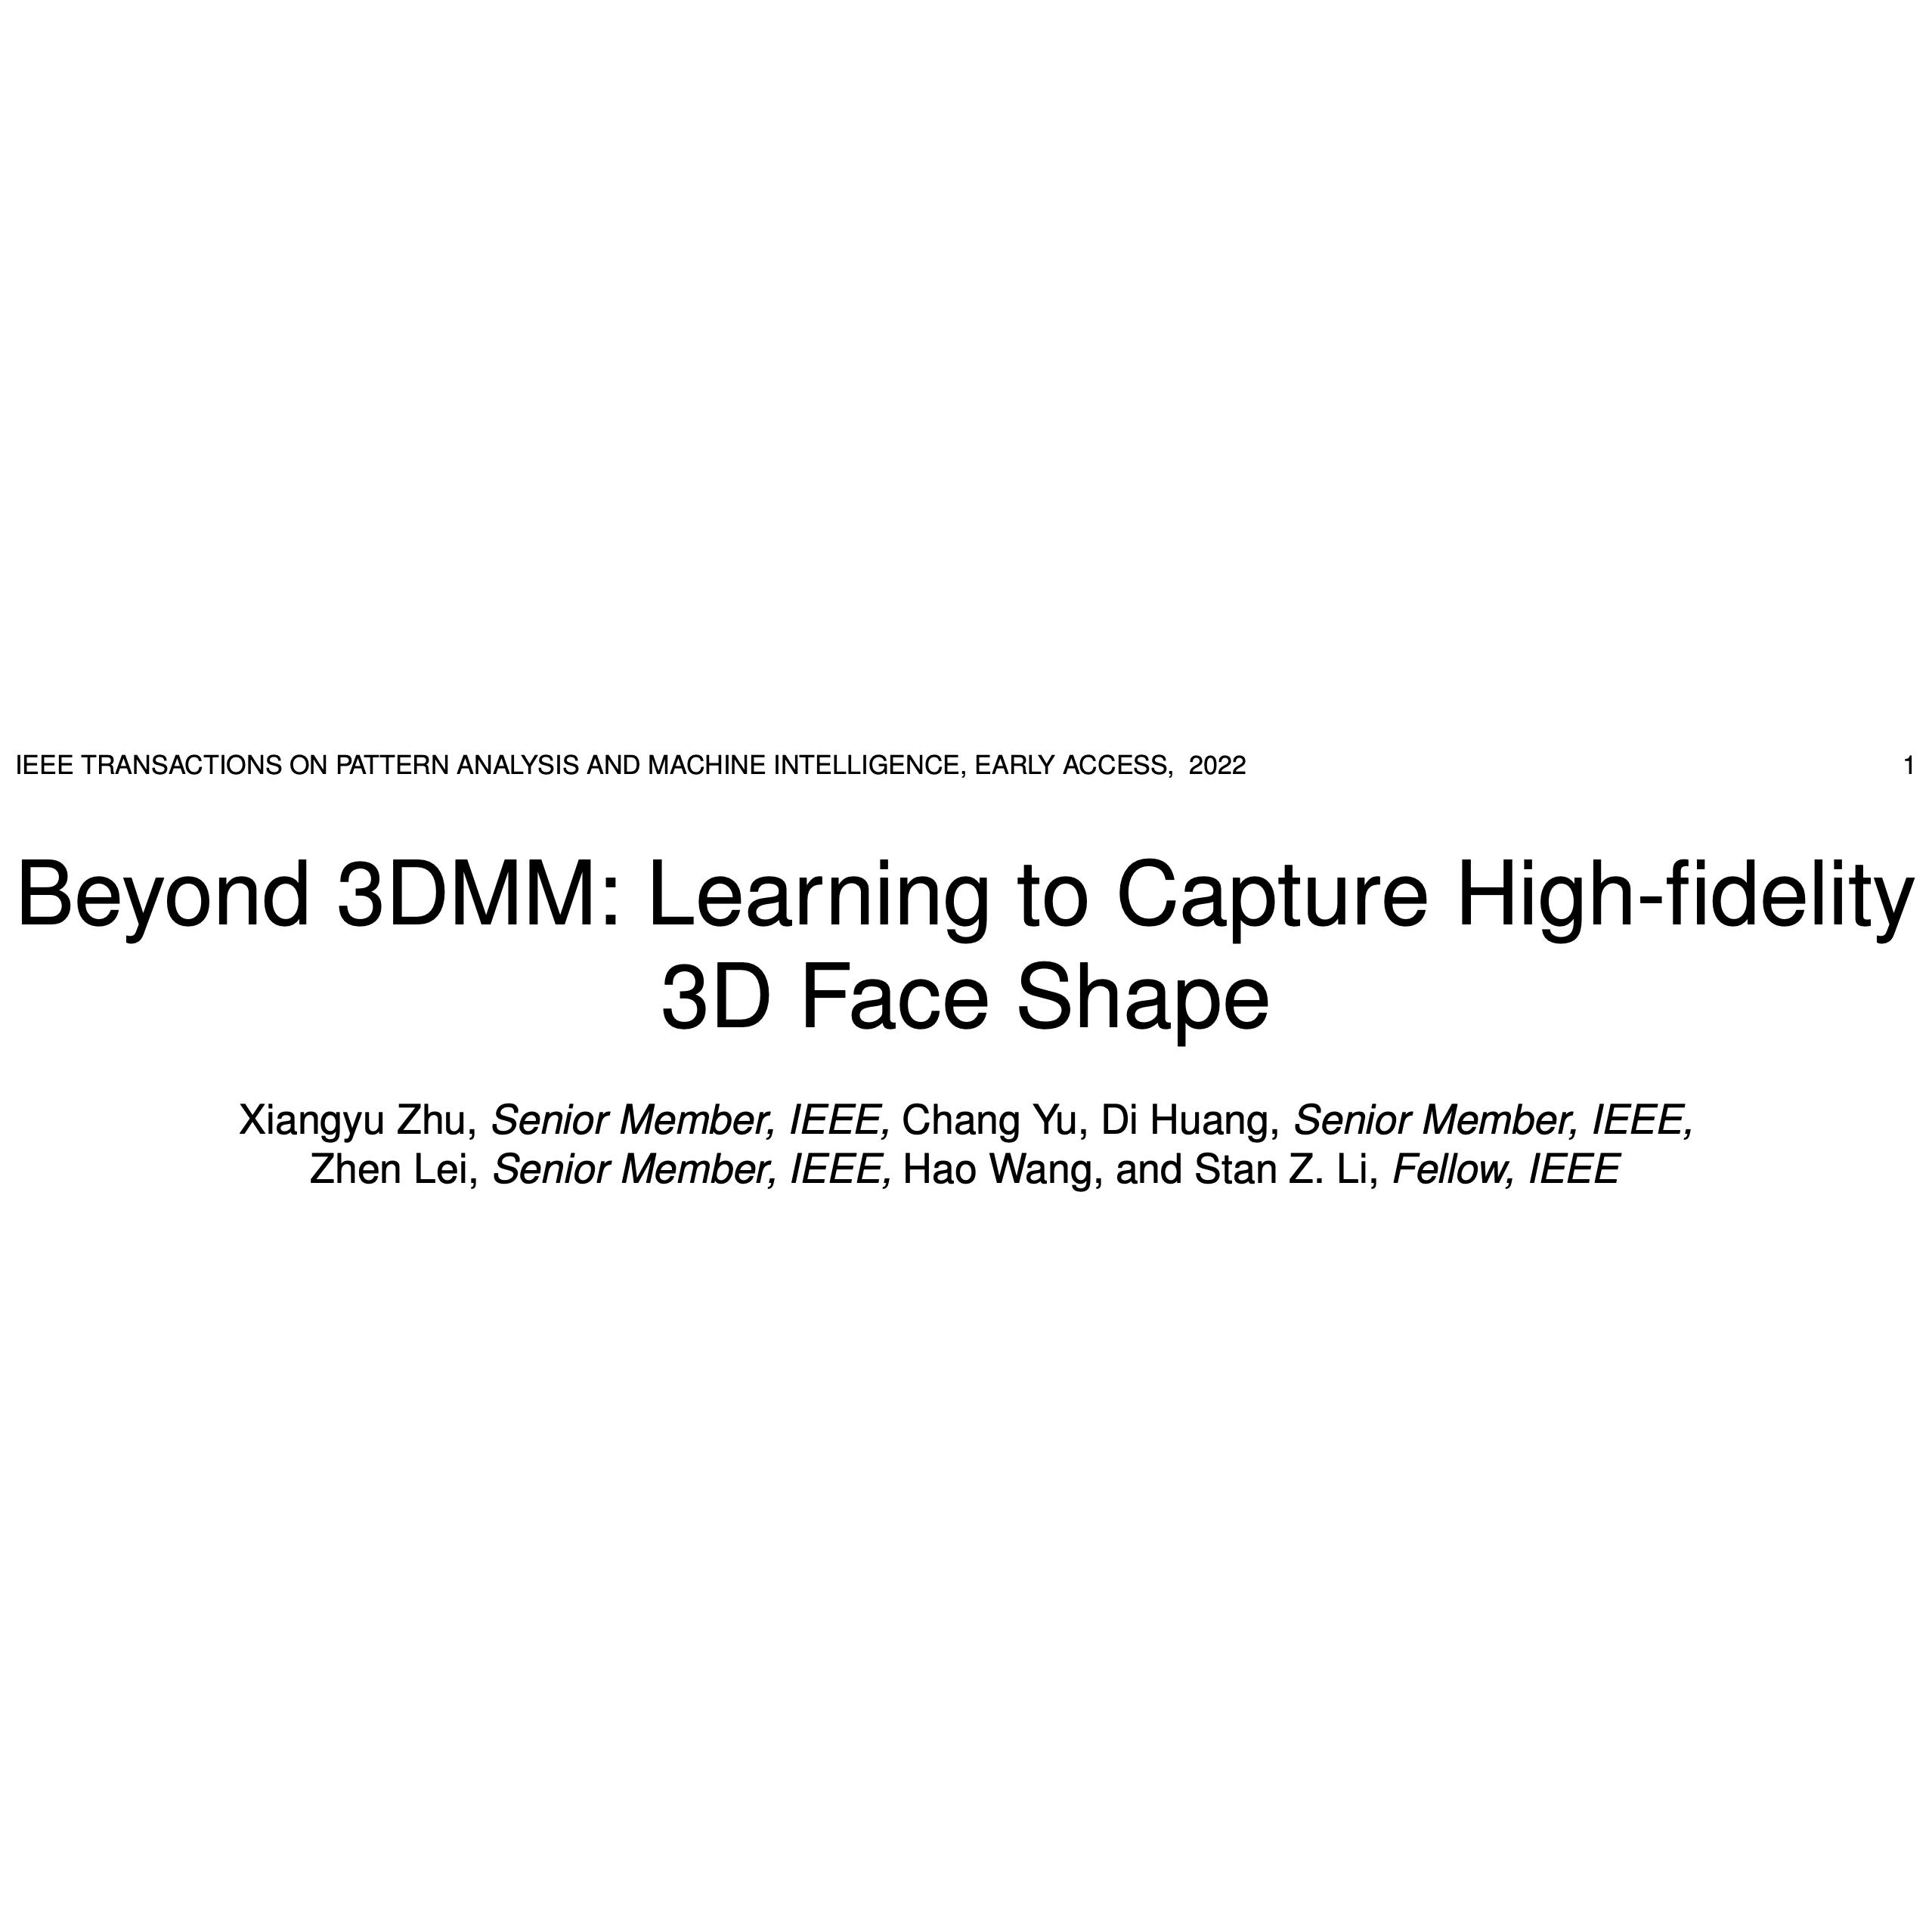 IEEE TRANSACTIONS ON PATTERN ANALYSIS AND MACHINE INTELLIGENCE, EARLY ACCESS, 2022 1
Beyond 3DMM: Learning to Capture High-fidelity
3D Face Shape
Xiangyu Zhu, Senior Member, IEEE, Chang Yu, Di Huang, Senior Member, IEEE,
Zhen Lei, Senior Member, IEEE, Hao Wang, and Stan Z. Li, Fellow, IEEE